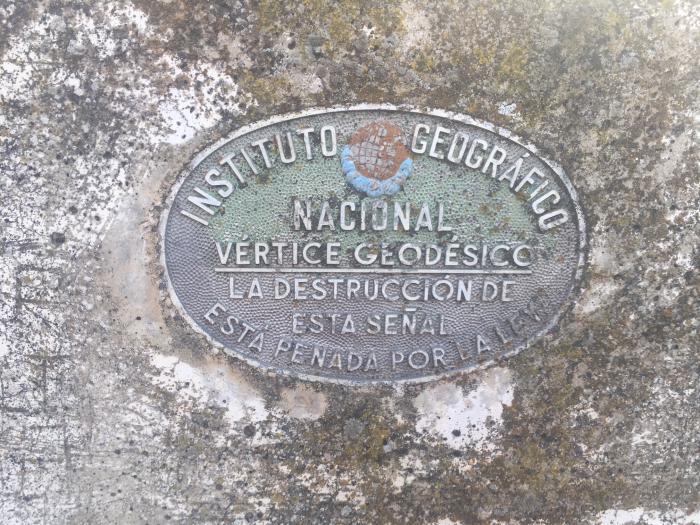 INSTITUTO GEOGRÁFICO
NACIONAL
VÉRTICE GEODÉSICO
LA DESTRUCCIÓN DE
ESTA SEÑAL
ESTÁ PENADA POR LA LEY